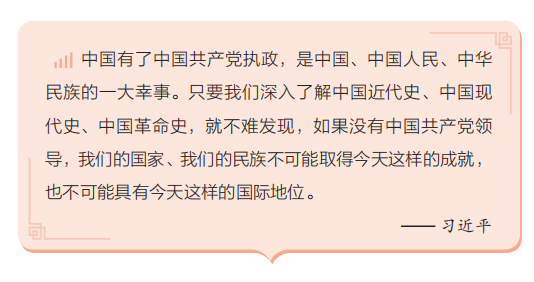 中国有了中国共产党执政，是中国、中国人民、中华
民族的一大幸事。只要我们深入了解中国近代史、中国现
代史、中国革命史，就不难发现，如果没有中国共产党领
导，我们的国家、我们的民族不可能取得今天这样的成就，
也不可能具有今天这样的国际地位。
—— 习近平